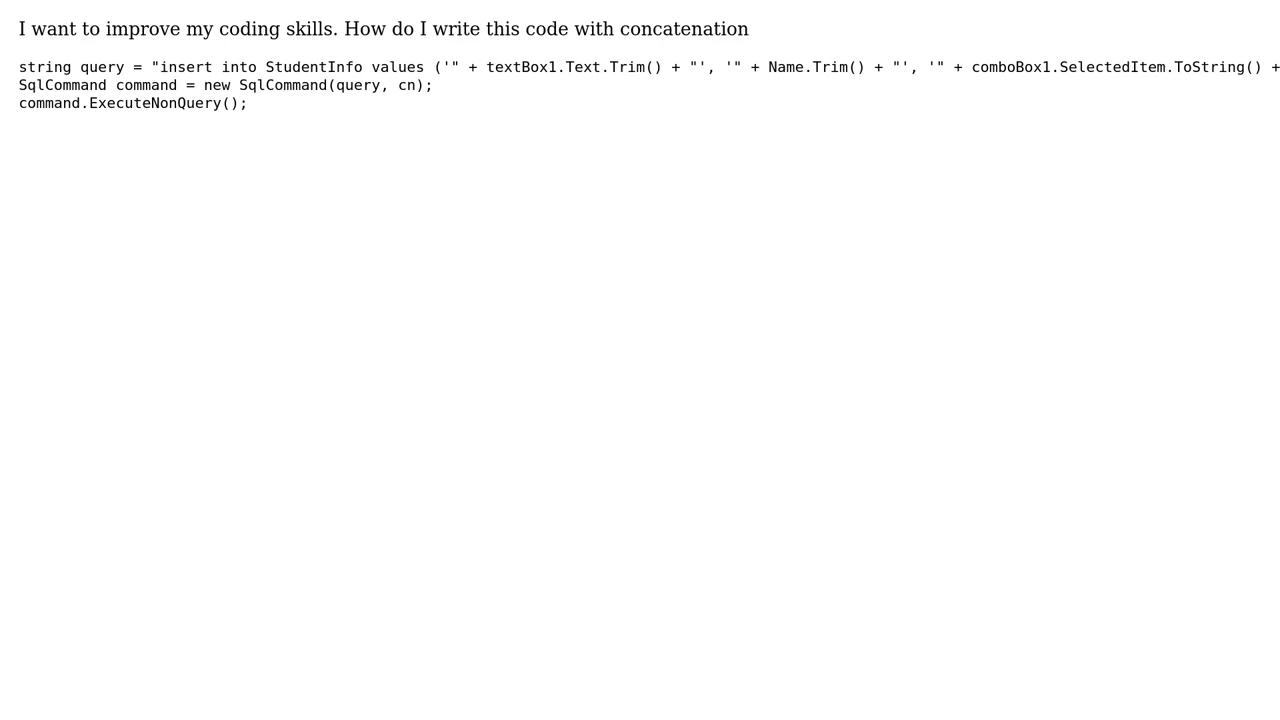 I want to improve my coding skills. How do I write this code with concatenation
string query = "insert into StudentInfo values ('" + textBox1.Text.Trim() + "', '" + Name.Trim() + "', '" + comboBox1.SelectedItem.ToString() +
SqlCommand command = new SqlCommand(query, cn);
command.ExecuteNonQuery();